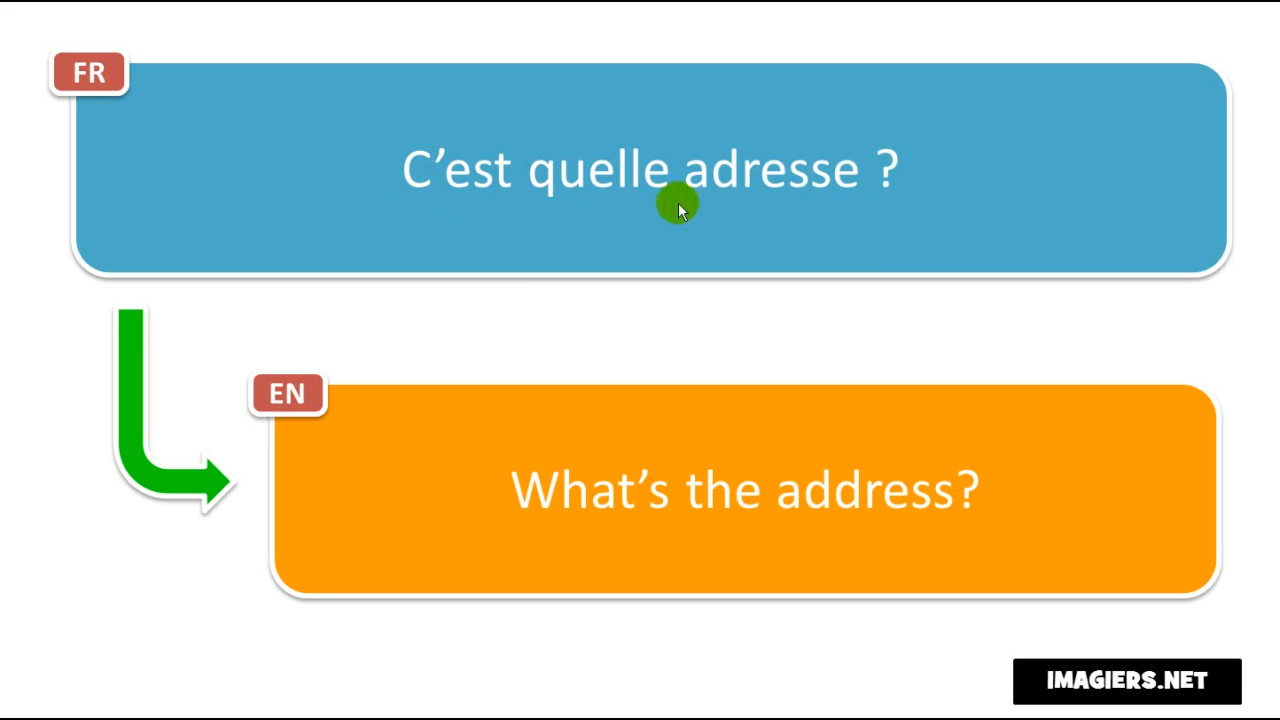 FR
C’est quelle adresse ?
EN
What’s the address?
IMAGIERS.NET